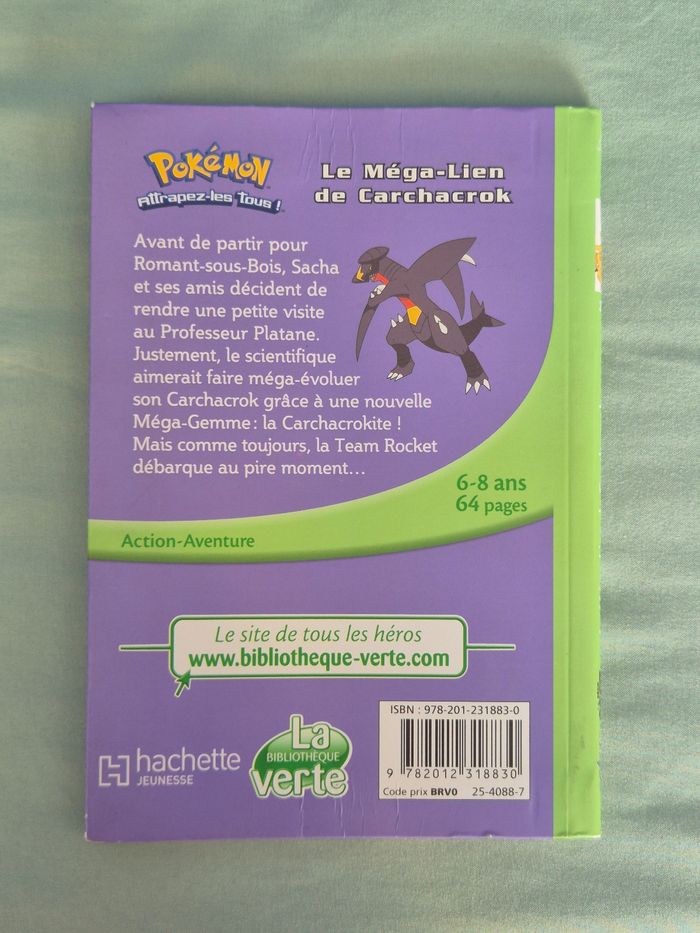 POKéMON
Attrapez-les tous !
Le Méga-Lien
de Carchacrok
Avant de partir pour
Romant-sous-Bois, Sacha
et ses amis décident de
rendre une petite visite
au Professeur Platane.
Justement, le scientifique
aimerait faire méga-évoluer
son Carchacrok grâce à une nouvelle
Méga-Gemme : la Carchacrokite !
Mais comme toujours, la Team Rocket
débarque au pire moment...
6-8 ans
64 pages
Action-Aventure
Le site de tous les héros
www.bibliotheque-verte.com
hachette
JEUNESSE
La
BIBLIOTHÈQUE
verte
ISBN : 978-201-231883-0
9 782012 318830
Code prix BRV0 25-4088-7